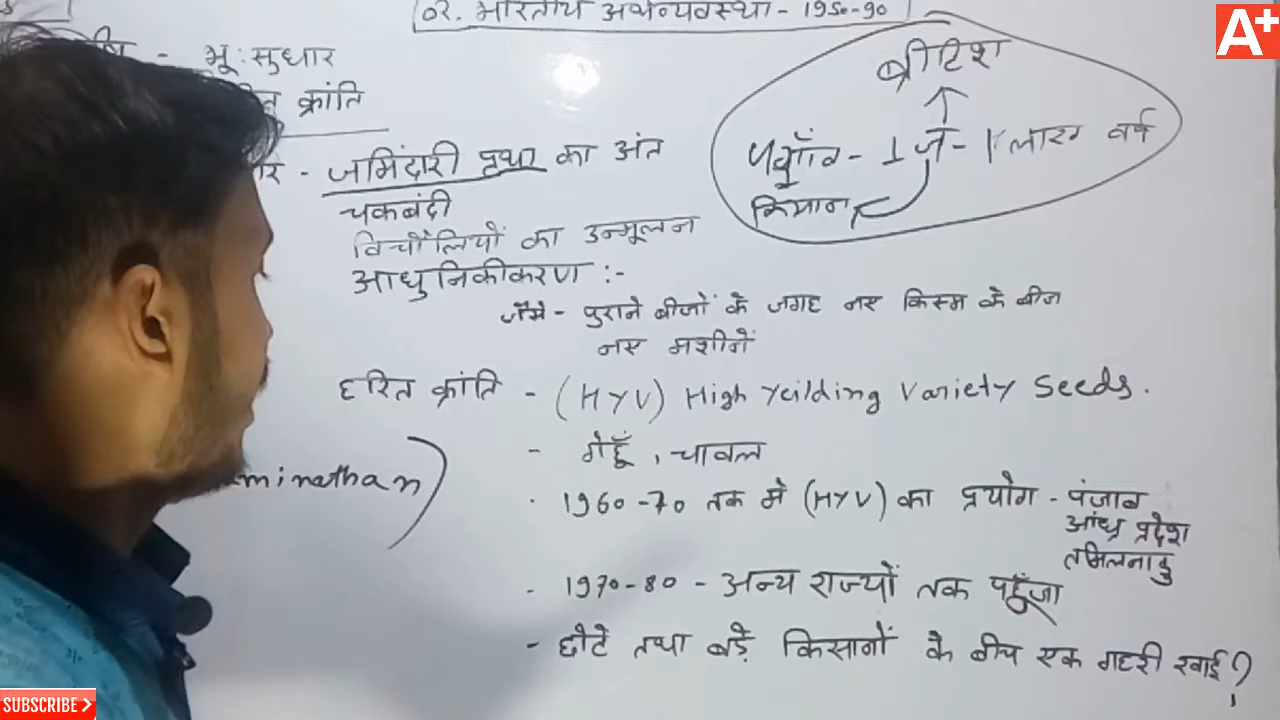 02. भारतीय अर्थव्यवस्था - 1950-90
- भू:सुधार
क्रांति
- जमिंदारी प्रथा का अंत
चकबंदी
विचौलियों का उन्मूलन
आधुनिकीकरण :-
जैसे - पुराने बीजों के जगह नए किस्म के बीज
नए मशीनें
हरित क्रांति - (HYV) High Yeilding Variety Seeds.
- गेहूँ, चावल
minathan)
· 1960-70 तक में (HYV) का प्रयोग - पंजाब
आंध्र प्रदेश
तमिलनाडु
- 1970-80 - अन्य राज्यों तक पहूँचा
- छोटे तथा बड़े किसानों के बीच एक गहरी खाई?
ब्रीटिश
- 1 ज - 1 लाख वर्ष
किसान
A+
SUBSCRIBE >